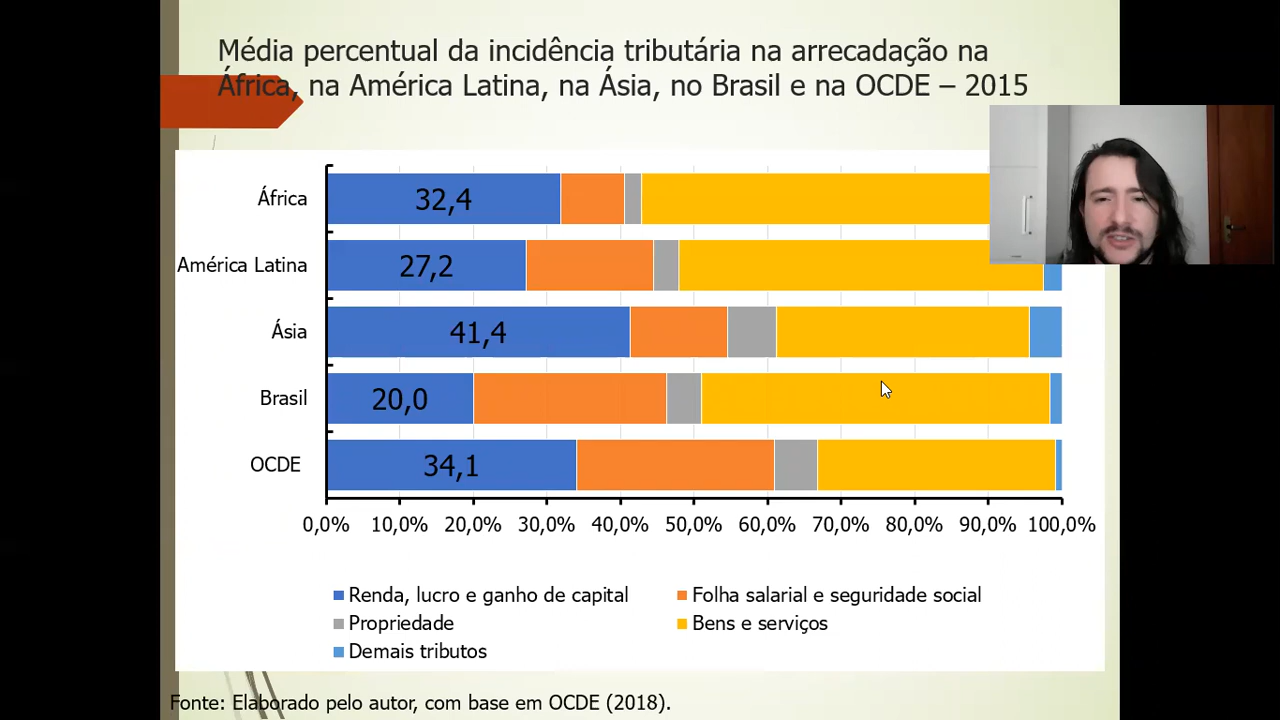 Média percentual da incidência tributária na arrecadação na
África, na América Latina, na Ásia, no Brasil e na OCDE – 2015
África
32,4
América Latina
27,2
Ásia
41,4
Brasil
20,0
OCDE
34,1
0,0% 10,0% 20,0% 30,0% 40,0% 50,0% 60,0% 70,0% 80,0% 90,0% 100,0%
Renda, lucro e ganho de capital Folha salarial e seguridade social
Propriedade Bens e serviços
Demais tributos
Fonte: Elaborado pelo autor, com base em OCDE (2018).